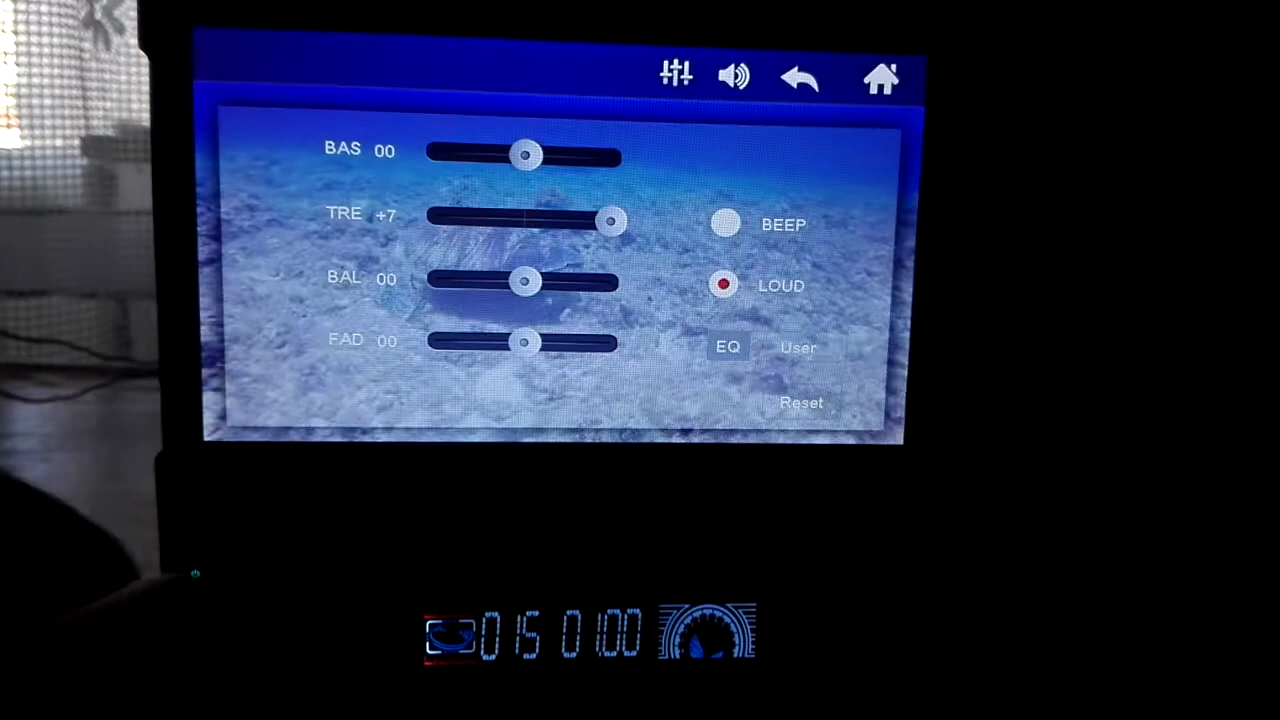 BAS 00
TRE +7
BEEP
BAL 00
LOUD
FAD 00
EQ User
Reset
015 0100